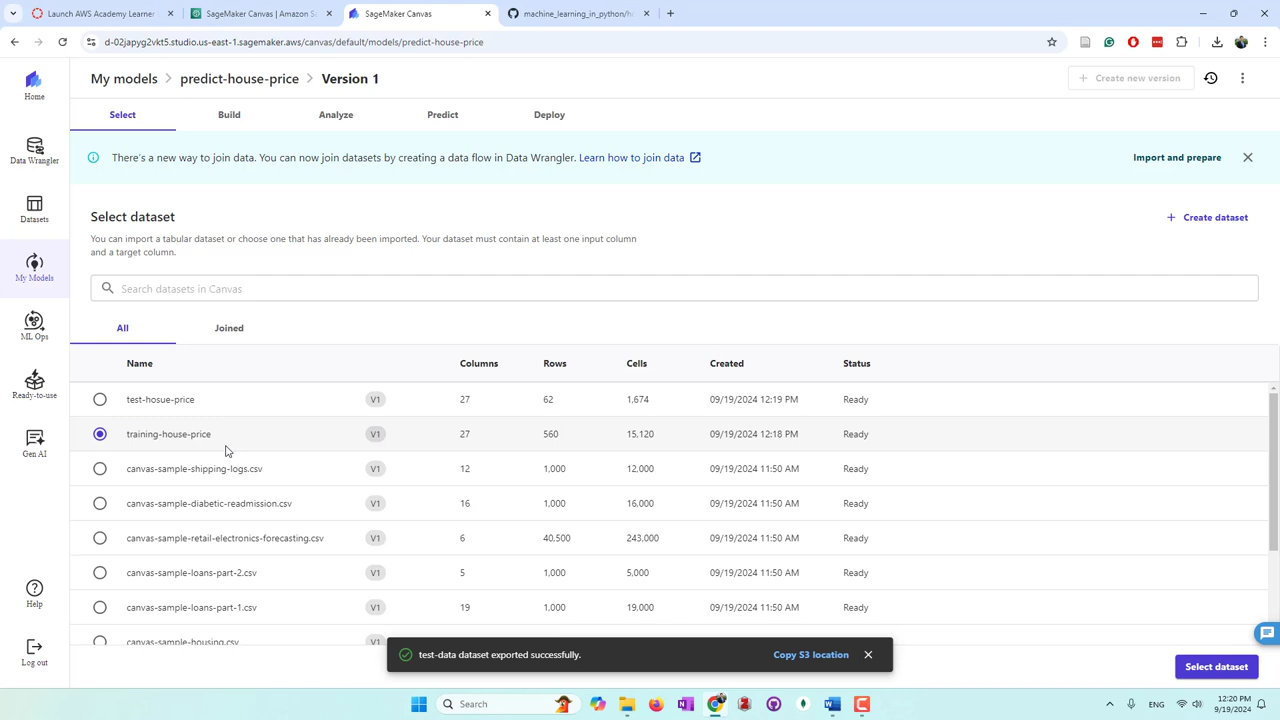 Launch AWS Academy Learner
SageMaker Canvas | Amazon S
SageMaker Canvas
machine_learning_in_python/ho
d-02japyg2vkt5.studio.us-east-1.sagemaker.aws/canvas/default/models/predict-house-price
Home
My models > predict-house-price > Version 1
+ Create new version
Select Build Analyze Predict Deploy
Data Wrangler
There's a new way to join data. You can now join datasets by creating a data flow in Data Wrangler. Learn how to join data
Import and prepare
Datasets
Select dataset
+ Create dataset
You can import a tabular dataset or choose one that has already been imported. Your dataset must contain at least one input column
and a target column.
My Models
Search datasets in Canvas
ML Ops
All Joined
Name Columns Rows Cells Created Status
Ready-to-use
test-hosue-price V1 27 62 1,674 09/19/2024 12:19 PM Ready
training-house-price V1 27 560 15,120 09/19/2024 12:18 PM Ready
Gen AI
canvas-sample-shipping-logs.csv V1 12 1,000 12,000 09/19/2024 11:50 AM Ready
canvas-sample-diabetic-readmission.csv V1 16 1,000 16,000 09/19/2024 11:50 AM Ready
canvas-sample-retail-electronics-forecasting.csv V1 6 40,500 243,000 09/19/2024 11:50 AM Ready
canvas-sample-loans-part-2.csv V1 5 1,000 5,000 09/19/2024 11:50 AM Ready
Help
canvas-sample-loans-part-1.csv V1 19 1,000 19,000 09/19/2024 11:50 AM Ready
canvas-sample-housing.csv V1
Log out
test-data dataset exported successfully.
Copy S3 location
Select dataset
Search
ENG
12:20 PM
9/19/2024